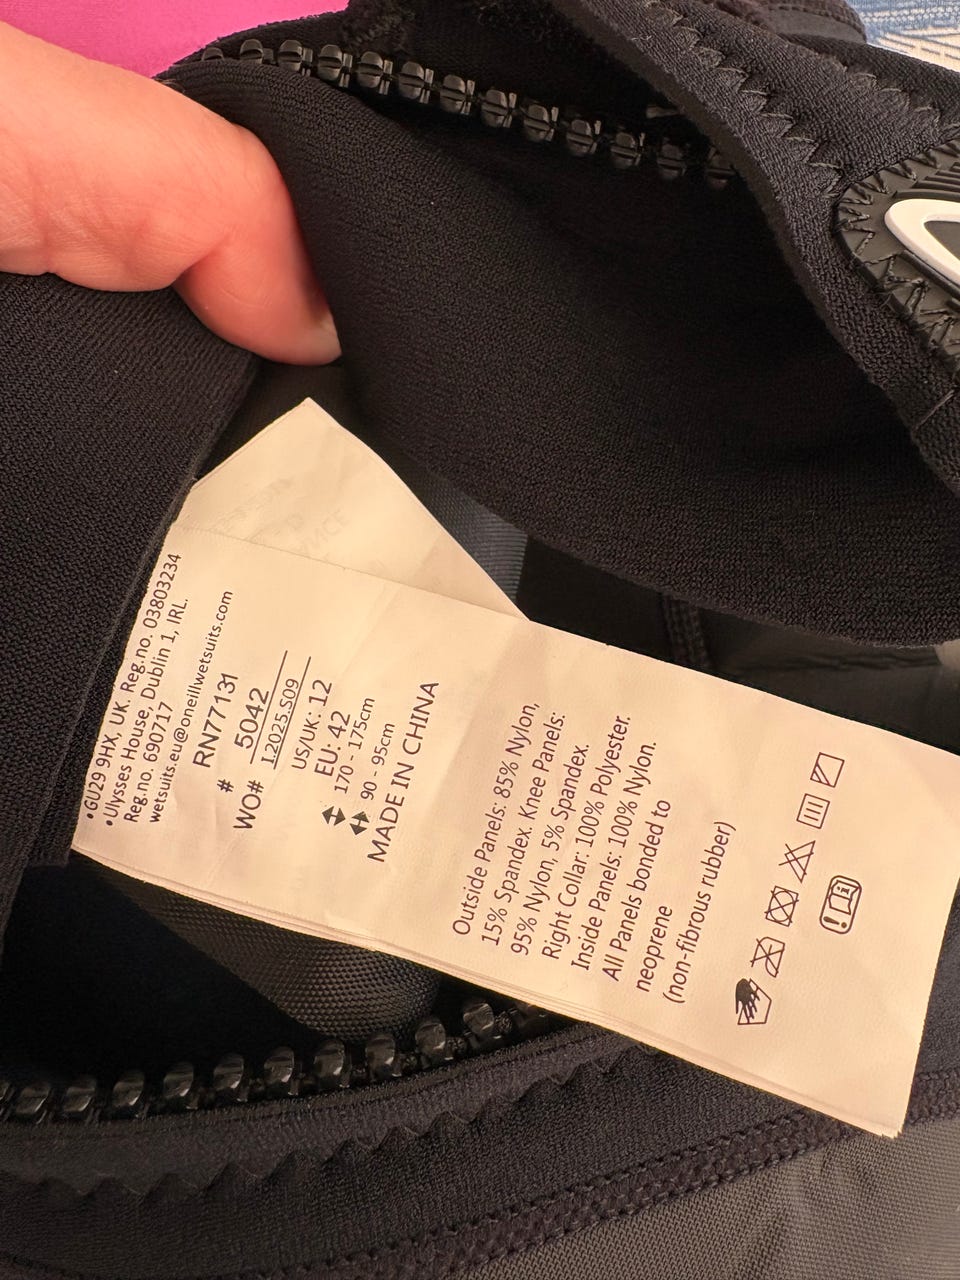 •GU29 9HX, UK. Reg.no. 03803234
•Ulysses House, Dublin 1, IRL.
Reg.no. 690717
wetsuits.eu@oneillwetsuits.com
RN77131
# 5042
WO# 1.2025.S09
US/UK: 12
EU: 42
170 - 175cm
90 - 95cm
MADE IN CHINA
Outside Panels: 85% Nylon,
15% Spandex. Knee Panels:
95% Nylon, 5% Spandex.
Right Collar: 100% Polyester.
Inside Panels: 100% Nylon.
All Panels bonded to
neoprene
(non-fibrous rubber)